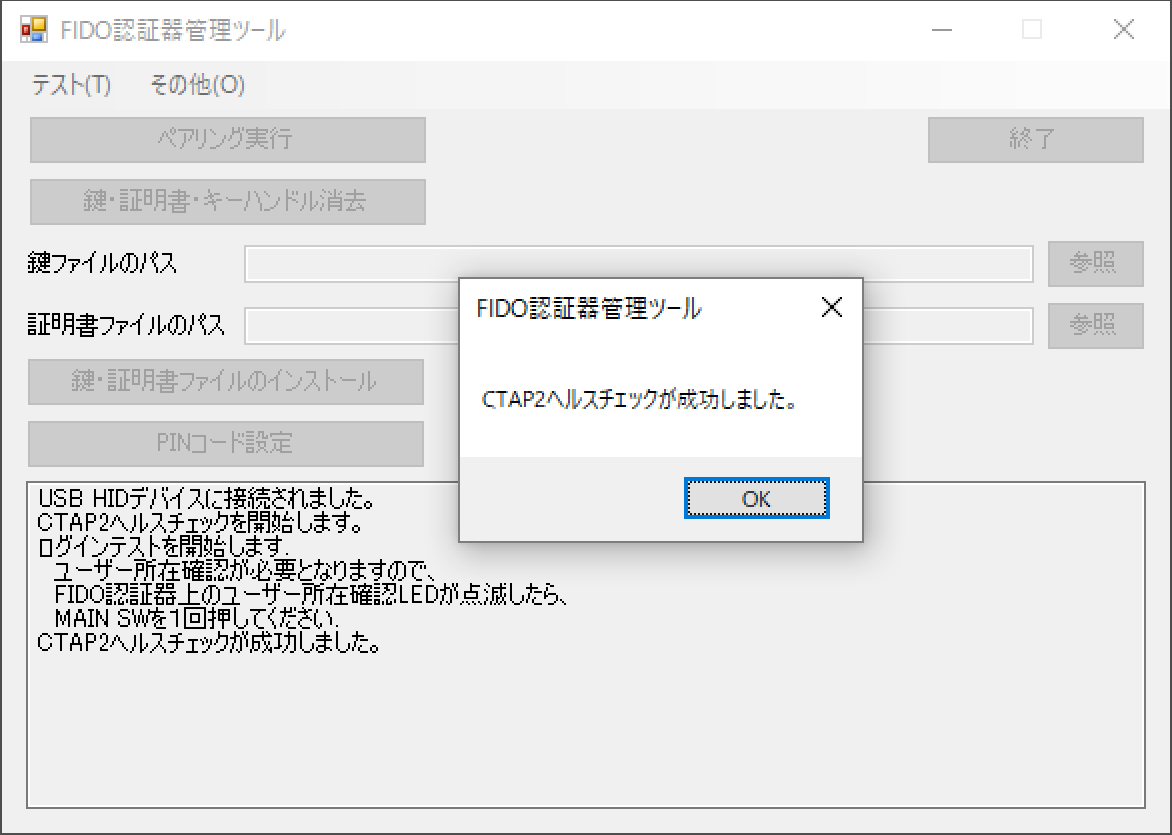 FIDO認証器管理ツール
テスト(T) その他(O)
ペアリング実行
終了
鍵・証明書・キーハンドル消去
鍵ファイルのパス
参照
証明書ファイルのパス
参照
鍵・証明書ファイルのインストール
PINコード設定
FIDO認証器管理ツール
CTAP2ヘルスチェックが成功しました。
OK
USB HIDデバイスに接続されました。
CTAP2ヘルスチェックを開始します。
ログインテストを開始します.
ユーザー所在確認が必要となりますので、
FIDO認証器上のユーザー所在確認LEDが点滅したら、
MAIN SWを1回押してください.
CTAP2ヘルスチェックが成功しました。